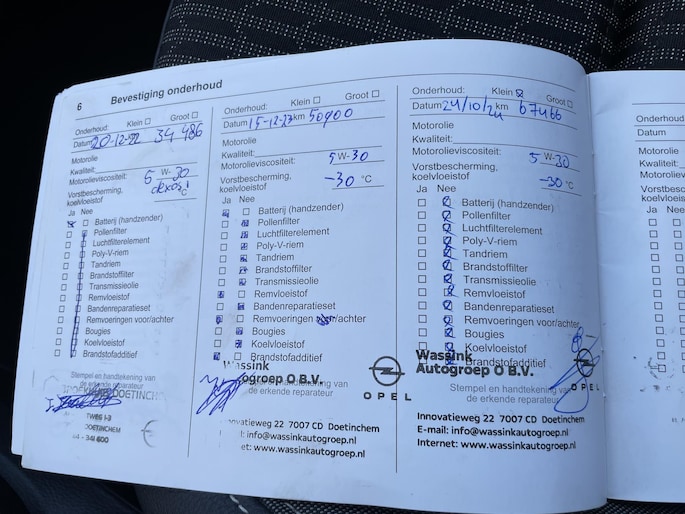 6 Bevestiging onderhoud
Onderhoud: Klein Groot
Datum 20-12-22 34 486
Motorolie
Kwaliteit:
Motorolieviscositeit: 5 W-30
Vorstbescherming, dexos 1
koelvloeistof °C
Ja Nee
Batterij (handzender)
Pollenfilter
Luchtfilterelement
Poly-V-riem
Tandriem
Brandstoffilter
Transmissieolie
Remvloeistof
Bandenreparatieset
Remvoeringen voor/achter
Bougies
Koelvloeistof
Brandstofadditief
Stempel en handtekening van
de erkende reparateur
DOETINCHEM
Onderhoud: Klein Groot
Datum 15-12-23 km 50900
Motorolie
Kwaliteit:
Motorolieviscositeit: 5 W-30
Vorstbescherming,
koelvloeistof -30 °C
Ja Nee
Batterij (handzender)
Pollenfilter
Luchtfilterelement
Poly-V-riem
Tandriem
Brandstoffilter
Transmissieolie
Remvloeistof
Bandenreparatieset
Remvoeringen voor/achter
Bougies
Koelvloeistof
Brandstofadditief
Wassink
Autogroep O B.V.
OPEL
de erkende reparateur
Innovatieweg 22 7007 CD Doetinchem
info@wassinkautogroep.nl
www.wassinkautogroep.nl
Onderhoud: Klein Groot
Datum 24/10/24 km 67466
Motorolie
Kwaliteit:
Motorolieviscositeit: 5 W-30
Vorstbescherming,
koelvloeistof -30 °C
Ja Nee
Batterij (handzender)
Pollenfilter
Luchtfilterelement
Poly-V-riem
Tandriem
Brandstoffilter
Transmissieolie
Remvloeistof
Bandenreparatieset
Remvoeringen voor/achter
Bougies
Koelvloeistof
Brandstofadditief
Wassink
Autogroep O B.V.
OPEL
Stempel en handtekening
de erkende reparateur
Innovatieweg 22 7007 CD Doetinchem
E-mail: info@wassinkautogroep.nl
Internet: www.wassinkautogroep.nl
Onderhoud
Datum
Motorolie
Kwaliteit:
Motorolievisco
Vorstbescher
koelvloeistof
Ja Nee